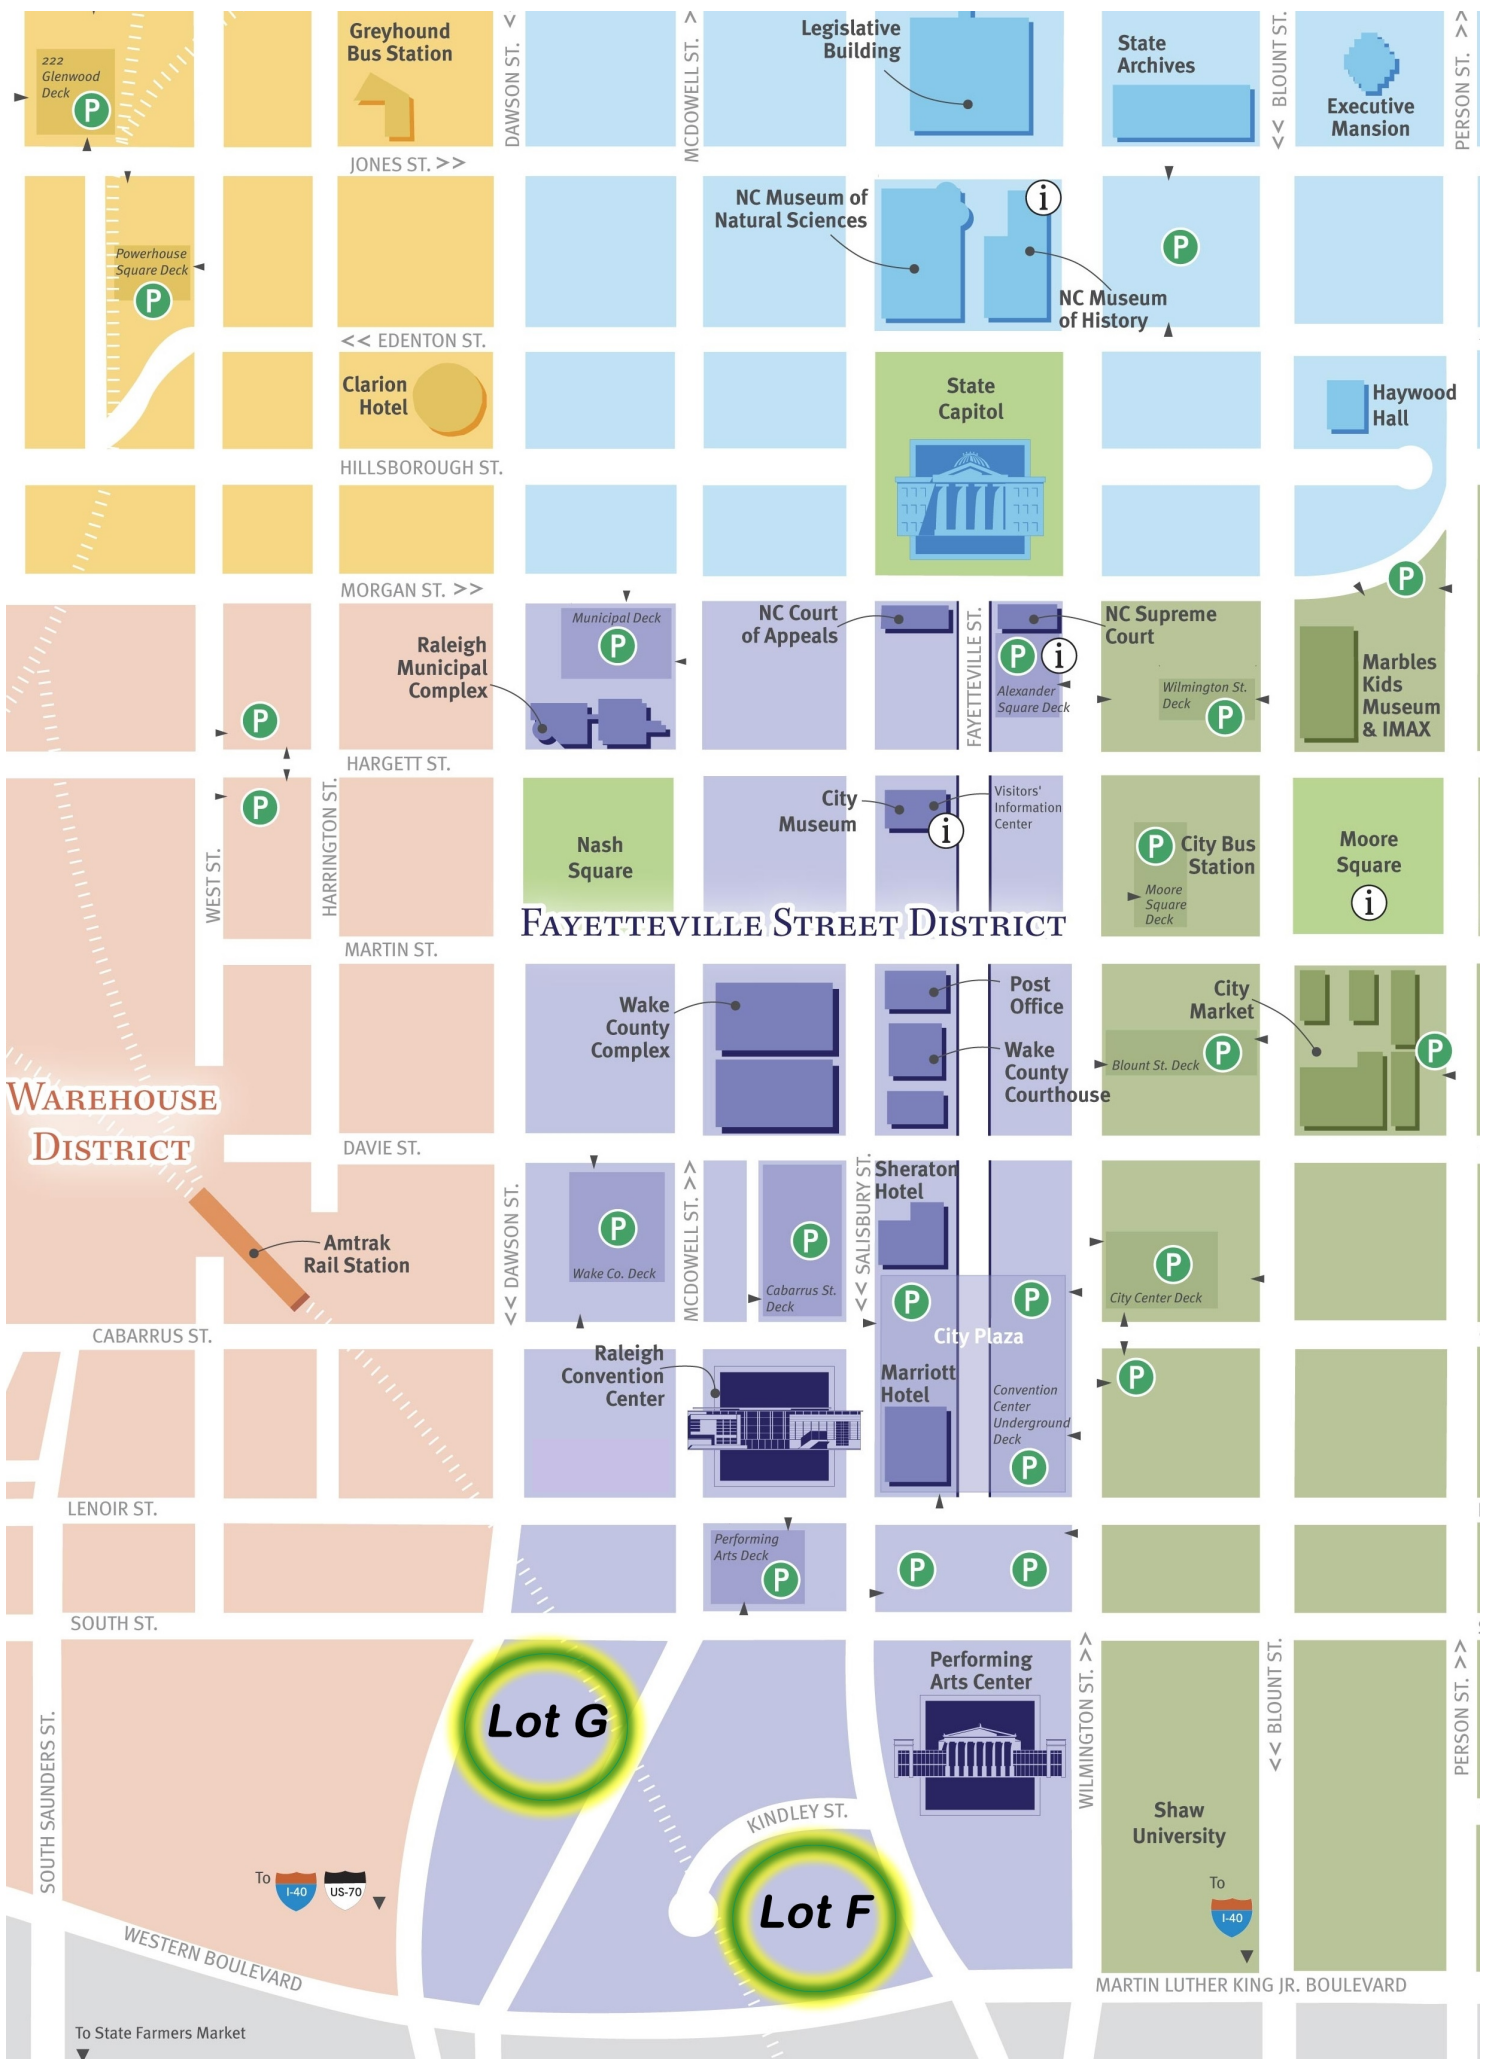 222
Glenwood
Deck
P
Greyhound
Bus Station
DAWSON ST. >
MCDOWELL ST. >
Legislative
Building
State
Archives
<< BLOUNT ST.
Executive
Mansion
PERSON ST. >>
JONES ST. >>
Powerhouse
Square Deck
P
NC Museum of
Natural Sciences
i
NC Museum
of History
P
<< EDENTON ST.
Clarion
Hotel
State
Capitol
Haywood
Hall
HILLSBOROUGH ST.
MORGAN ST. >>
P
Raleigh
Municipal
Complex
Municipal Deck
P
NC Court
of Appeals
FAYETTEVILLE ST.
P
i
Alexander
Square Deck
NC Supreme
Court
Wilmington St.
Deck
P
Marbles
Kids
Museum
& IMAX
P
HARGETT ST.
P
WEST ST.
HARRINGTON ST.
Nash
Square
City
Museum
i
Visitors'
Information
Center
P
City Bus
Station
Moore
Square
Deck
Moore
Square
i
FAYETTEVILLE STREET DISTRICT
MARTIN ST.
Wake
County
Complex
Post
Office
Wake
County
Courthouse
Blount St. Deck
P
City
Market
P
WAREHOUSE
DISTRICT
DAVIE ST.
Amtrak
Rail Station
<< DAWSON ST.
P
Wake Co. Deck
MCDOWELL ST. >>
P
Cabarrus St.
Deck
<< SALISBURY ST.
Sheraton
Hotel
P
P
City Plaza
P
City Center Deck
CABARRUS ST.
Raleigh
Convention
Center
Marriott
Hotel
Convention
Center
Underground
Deck
P
P
LENOIR ST.
Performing
Arts Deck
P
P
P
SOUTH ST.
SOUTH SAUNDERS ST.
Lot G
Performing
Arts Center
WILMINGTON ST. >>
<< BLOUNT ST.
PERSON ST. >>
KINDLEY ST.
Shaw
University
To
I-40
US-70
Lot F
To
I-40
WESTERN BOULEVARD
MARTIN LUTHER KING JR. BOULEVARD
To State Farmers Market